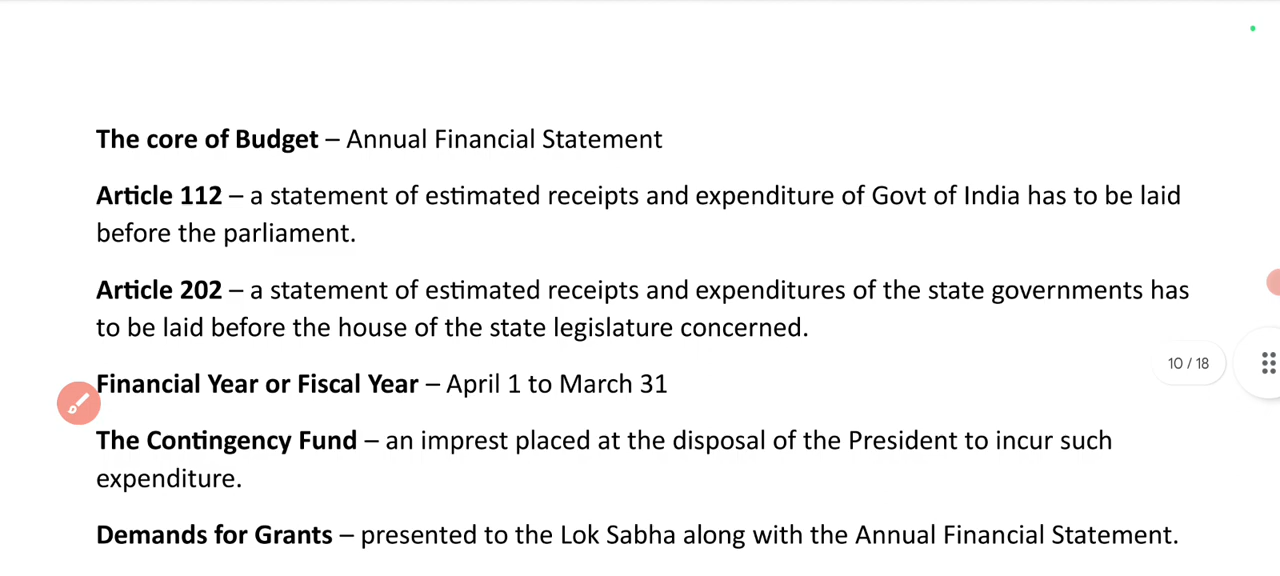 The core of Budget – Annual Financial Statement
Article 112 – a statement of estimated receipts and expenditure of Govt of India has to be laid
before the parliament.
Article 202 – a statement of estimated receipts and expenditures of the state governments has
to be laid before the house of the state legislature concerned.
10 / 18
Financial Year or Fiscal Year – April 1 to March 31
The Contingency Fund – an imprest placed at the disposal of the President to incur such
expenditure.
Demands for Grants – presented to the Lok Sabha along with the Annual Financial Statement.